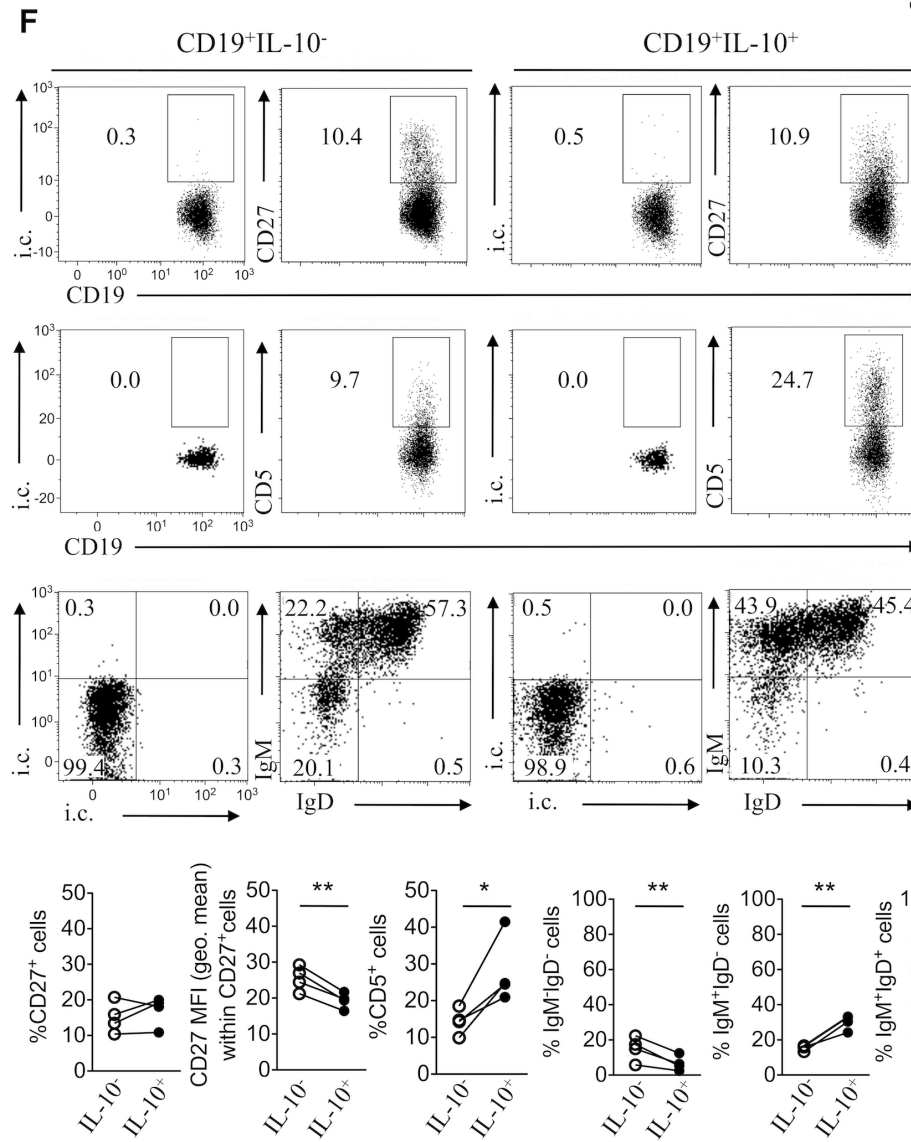 F
CD19⁺IL-10⁻ CD19⁺IL-10⁺
10³ 10² 10 0 -10 i.c. 0.3 CD27 10.4 i.c. 0.5 CD27 10.9
0 10⁰ 10¹ 10² 10³
CD19
10³ 10² 20 0 -20 i.c. 0.0 CD5 9.7 i.c. 0.0 CD5 24.7
0 10¹ 10² 10³
CD19
10³ 10² 10¹ 10⁰ 0 i.c. IgM i.c. IgM
0.3 0.0 22.2 57.3 0.5 0.0 43.9 45.4
99.4 0.3 20.1 0.5 98.9 0.6 10.3 0.4
0 10¹ 10² 10³
i.c. IgD i.c. IgD
%CD27⁺ cells
50 40 30 20 10 0
IL-10⁻ IL-10⁺
CD27 MFI (geo. mean)
within CD27⁺cells
50 40 30 20 10 0
**
IL-10⁻ IL-10⁺
%CD5⁺ cells
50 40 30 20 10 0
*
IL-10⁻ IL-10⁺
% IgM⁻IgD⁻ cells
100 80 60 40 20 0
**
IL-10⁻ IL-10⁺
% IgM⁺IgD⁻ cells
100 80 60 40 20 0
**
IL-10⁻ IL-10⁺
% IgM⁺IgD⁺
1